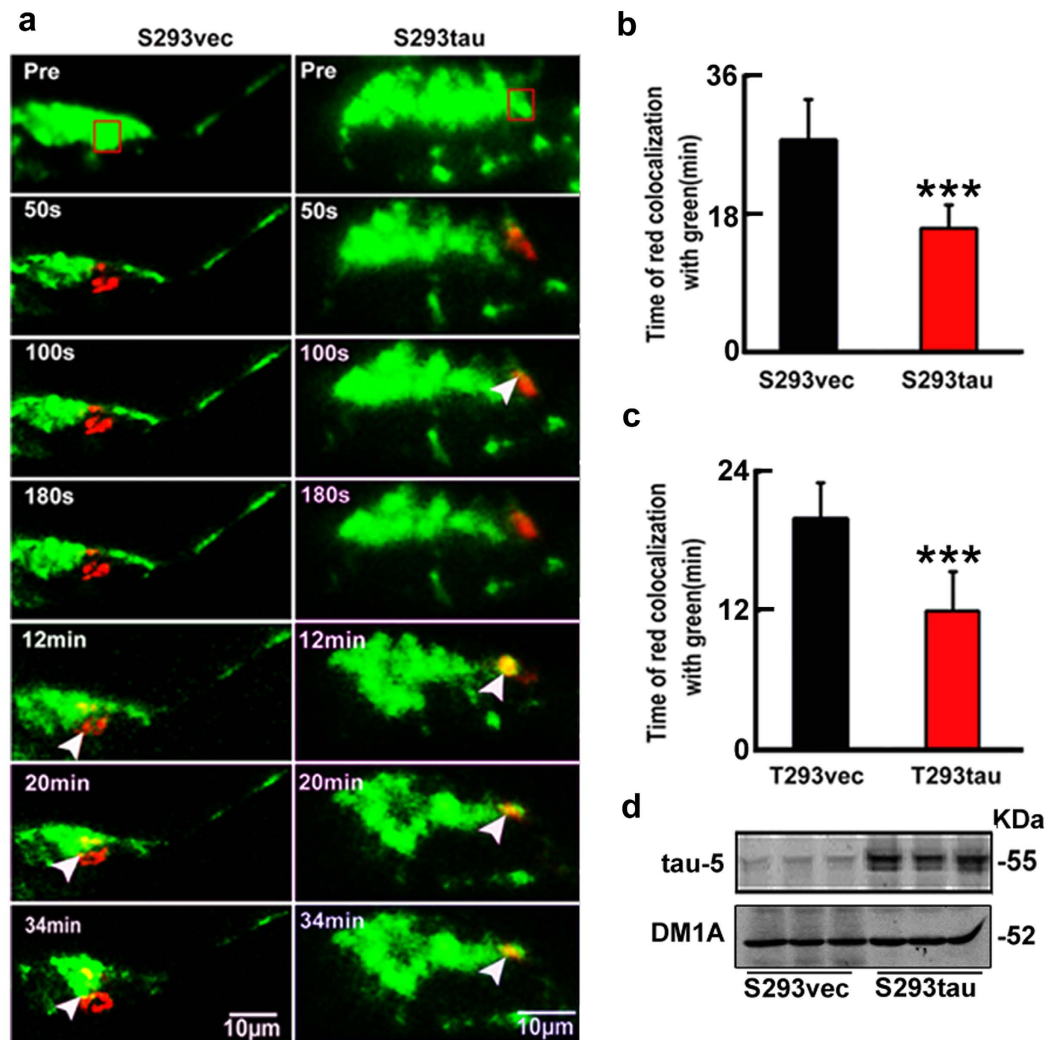 a
S293vec S293tau
Pre Pre
50s 50s
100s 100s
180s 180s
12min 12min
20min 20min
34min 34min
10μm 10μm
b
Time of red colocalization
with green(min)
36
***
18
0
S293vec S293tau
c
Time of red colocalization
with green(min)
24
***
12
0
T293vec T293tau
d
KDa
tau-5 -55
DM1A -52
S293vec S293tau